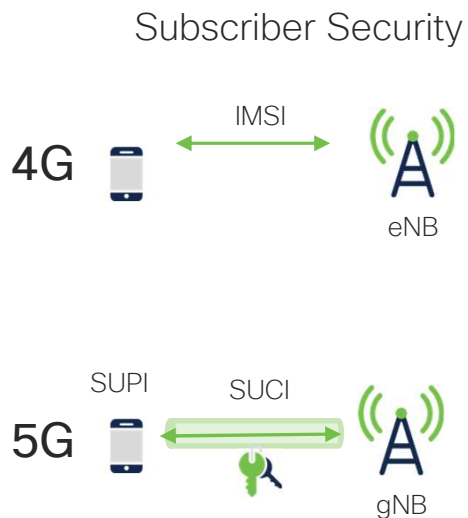 Subscriber Security
IMSI
4G
eNB
SUPI SUCI
5G
gNB